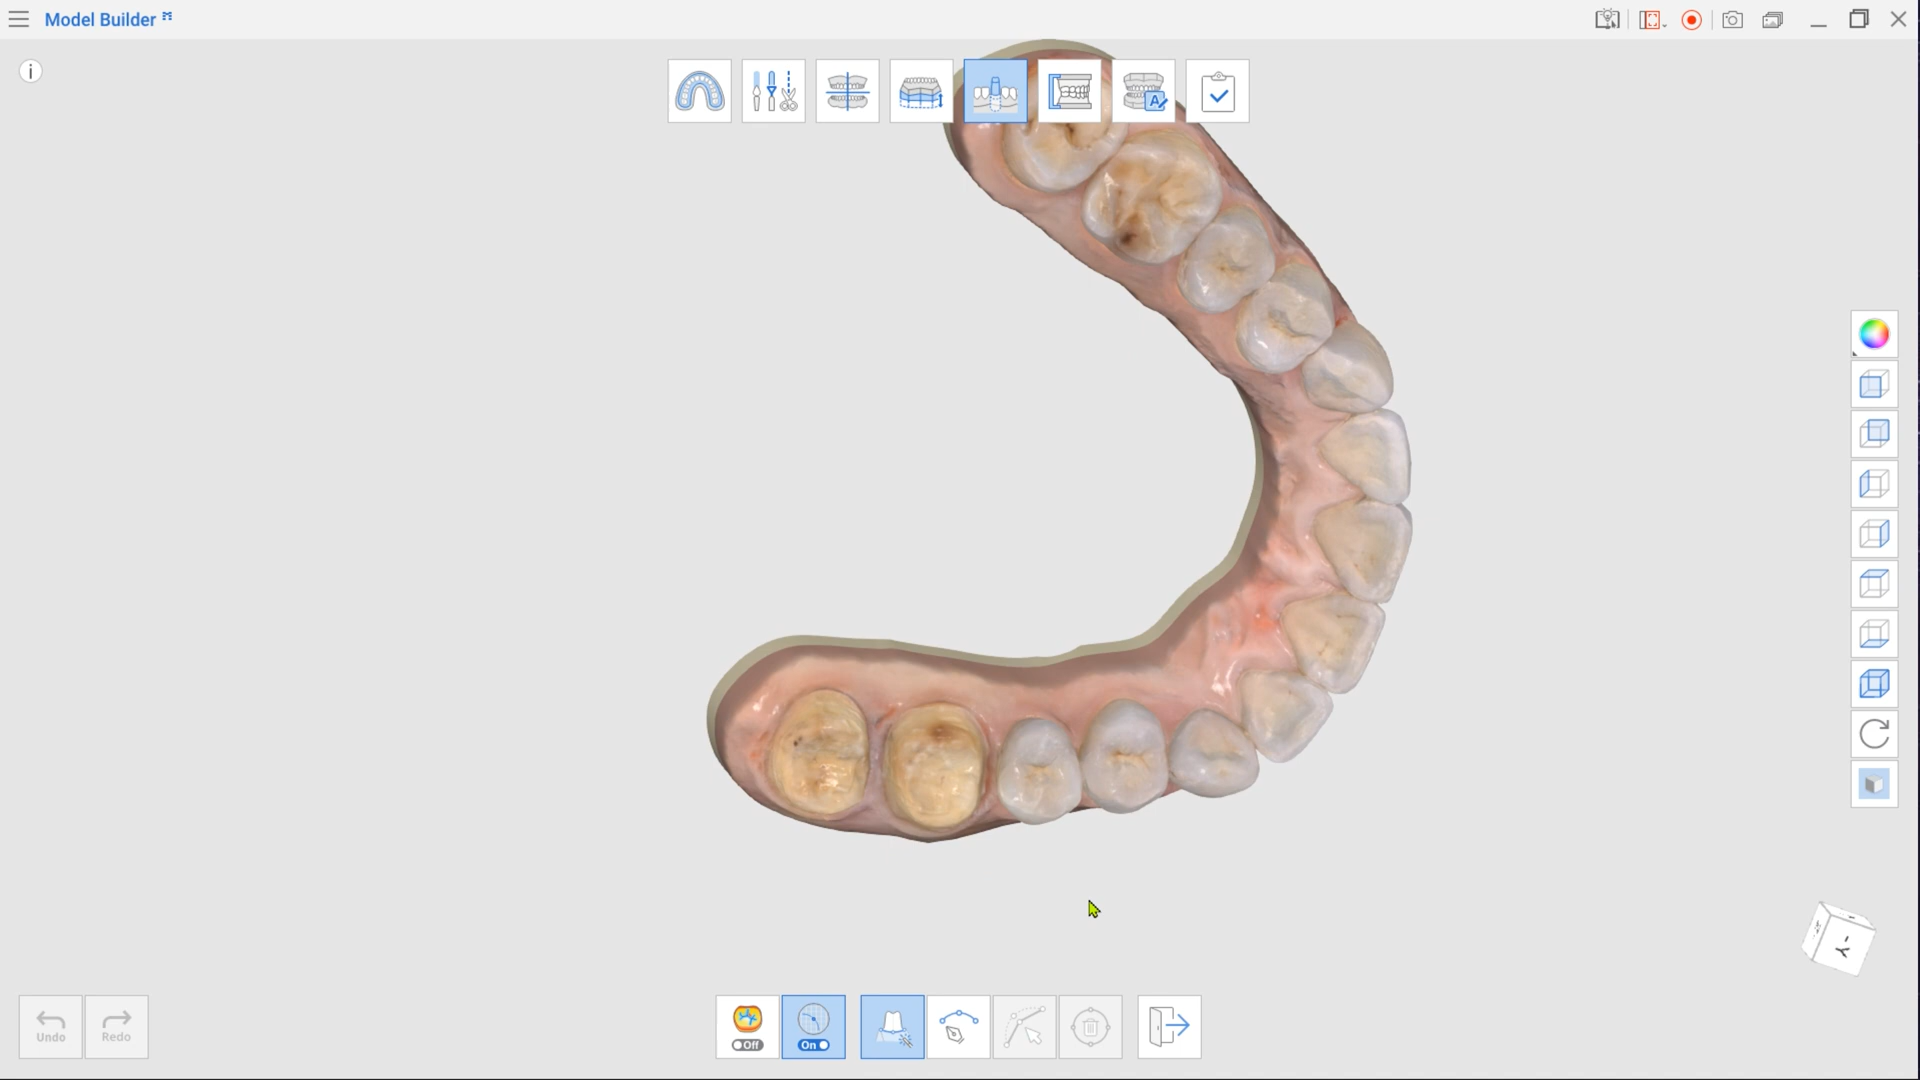 Model Builder
i
A
Off
On
Undo
Redo
Y